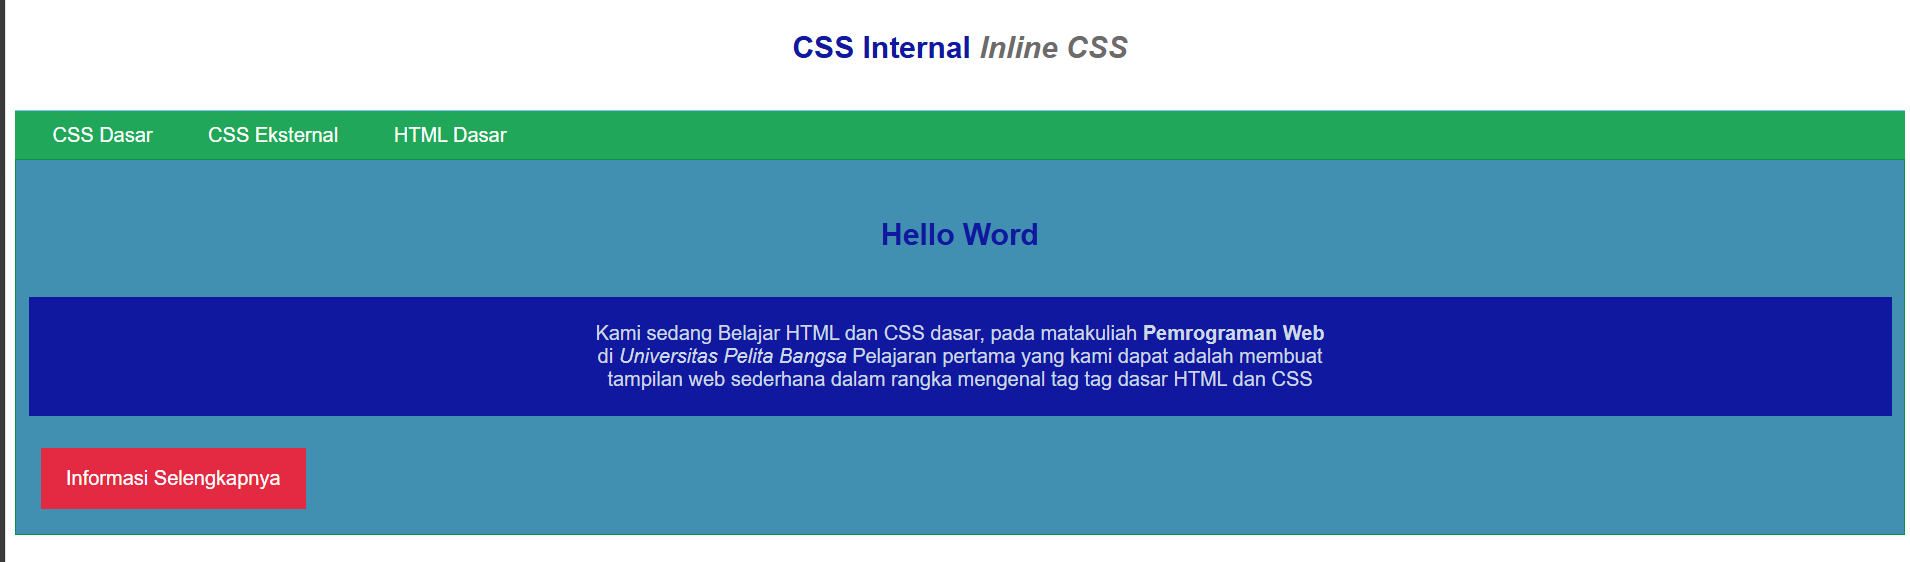 CSS Internal Inline CSS
CSS Dasar CSS Eksternal HTML Dasar
Hello Word
Kami sedang Belajar HTML dan CSS dasar, pada matakuliah Pemrograman Web
di Universitas Pelita Bangsa Pelajaran pertama yang kami dapat adalah membuat
tampilan web sederhana dalam rangka mengenal tag tag dasar HTML dan CSS
Informasi Selengkapnya